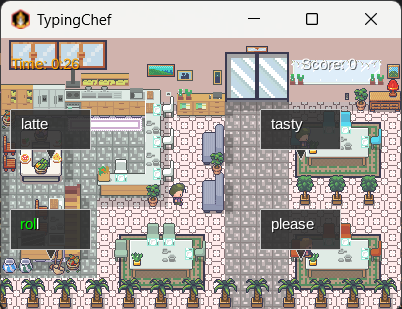 TypingChef
Time: 0:26
Score: 0
latte
tasty
roll
please